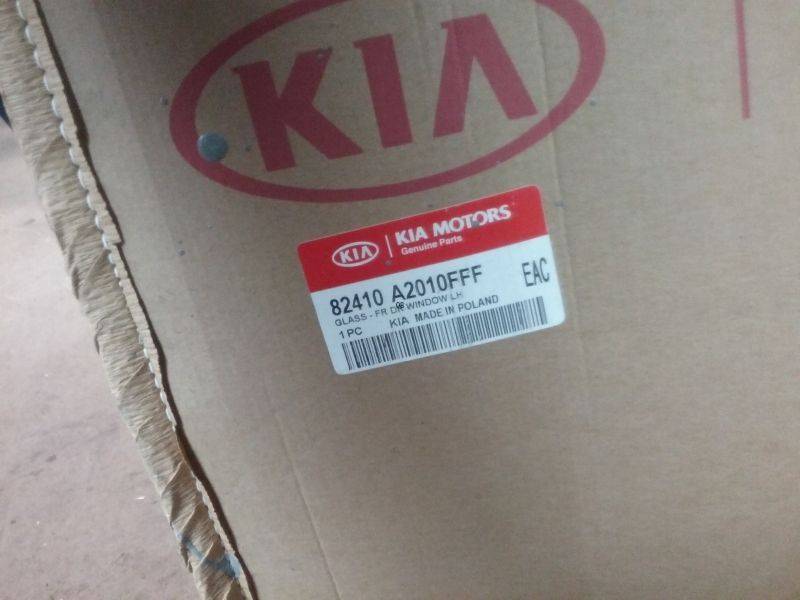 KIA
KIA KIA MOTORS
Genuine Parts
82410 A2010FFF EAC
GLASS - FR DR WINDOW LH
1 PC KIA MADE IN POLAND